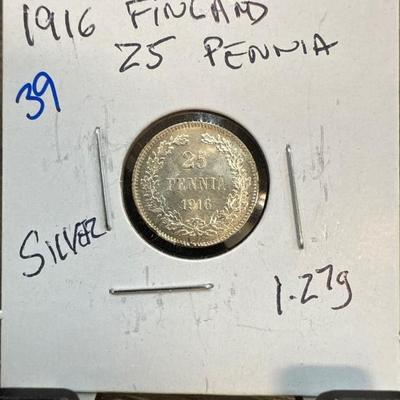 1916 FINLAND
25 PENNIA
39
25
PENNIA
1916
SILVER
1.27g